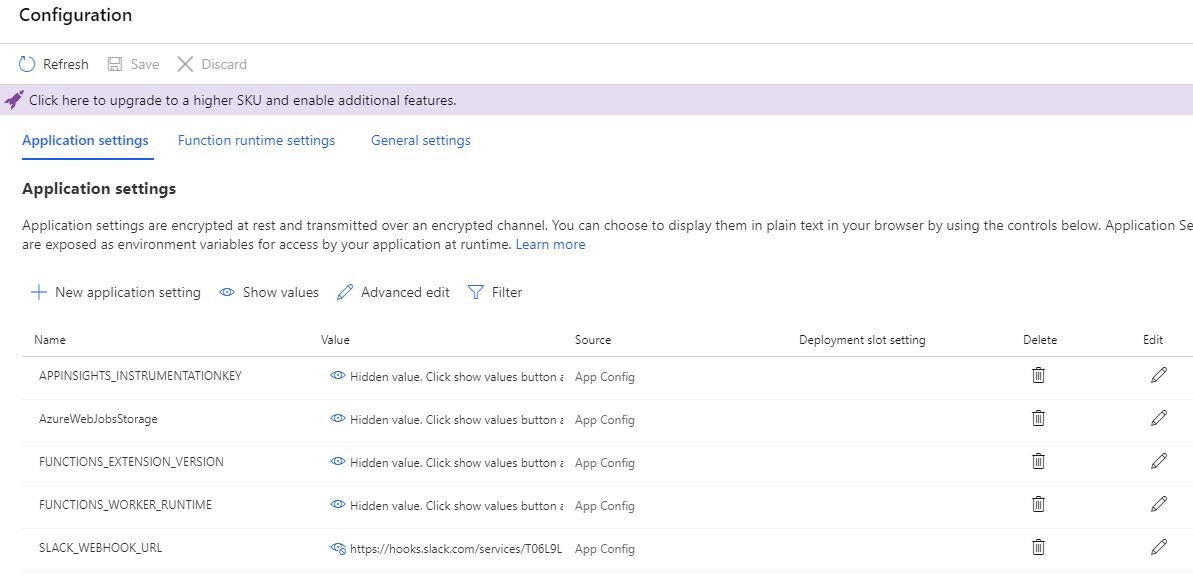 Configuration
Refresh Save Discard
Click here to upgrade to a higher SKU and enable additional features.
Application settings Function runtime settings General settings
Application settings
Application settings are encrypted at rest and transmitted over an encrypted channel. You can choose to display them in plain text in your browser by using the controls below. Application Se
are exposed as environment variables for access by your application at runtime. Learn more
New application setting Show values Advanced edit Filter
Name Value Source Deployment slot setting Delete Edit
APPINSIGHTS_INSTRUMENTATIONKEY Hidden value. Click show values button a App Config
AzureWebJobsStorage Hidden value. Click show values button a App Config
FUNCTIONS_EXTENSION_VERSION Hidden value. Click show values button a App Config
FUNCTIONS_WORKER_RUNTIME Hidden value. Click show values button a App Config
SLACK_WEBHOOK_URL https://hooks.slack.com/services/T06L9L App Config